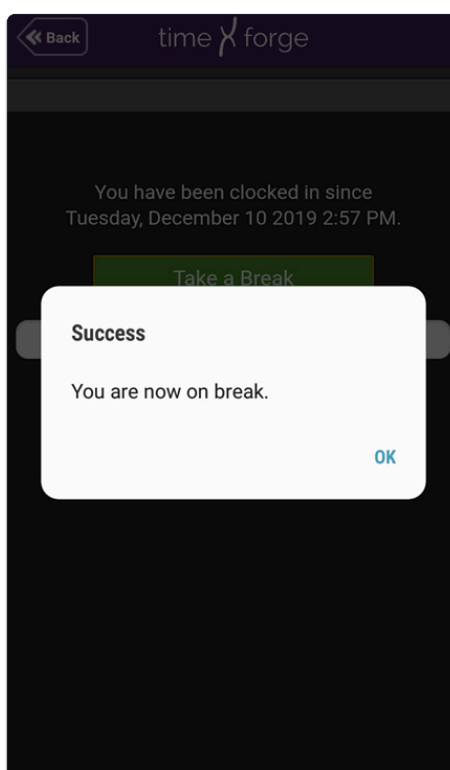 Back
time forge
You have been clocked in since
Tuesday, December 10 2019 2:57 PM.
Take a Break
Success
You are now on break.
OK